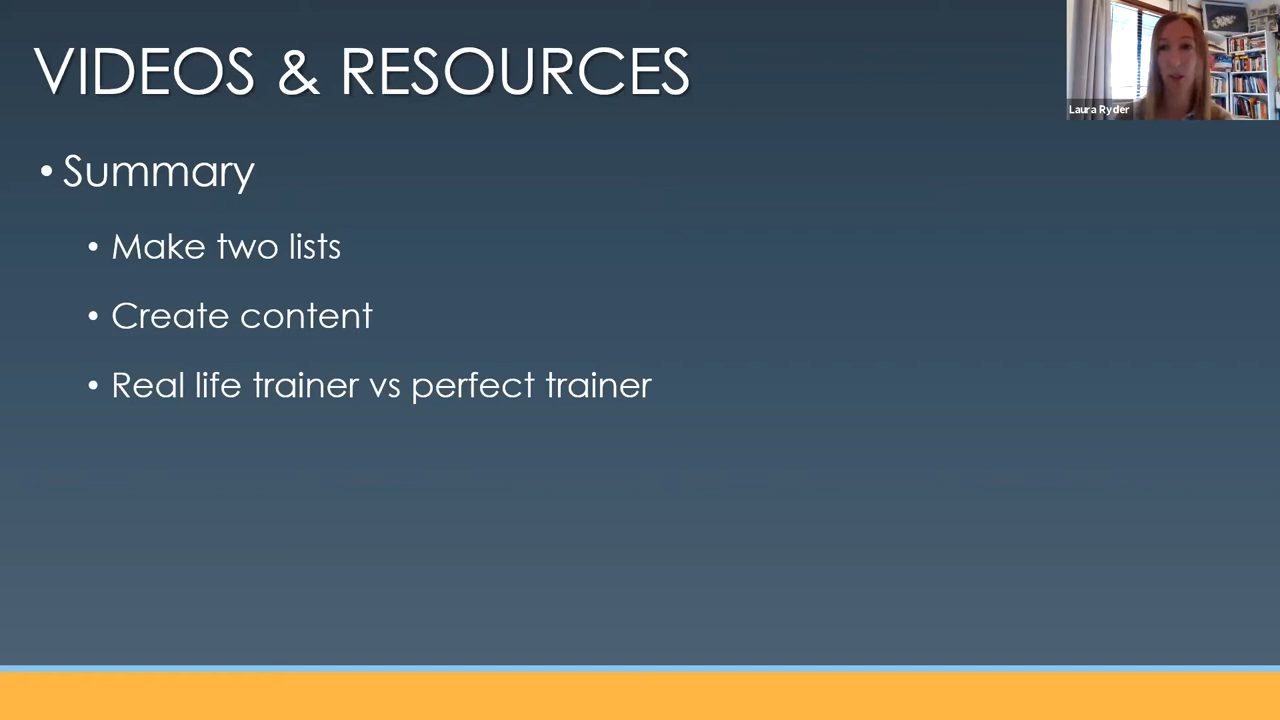 VIDEOS & RESOURCES
Laura Ryder
• Summary
• Make two lists
• Create content
• Real life trainer vs perfect trainer